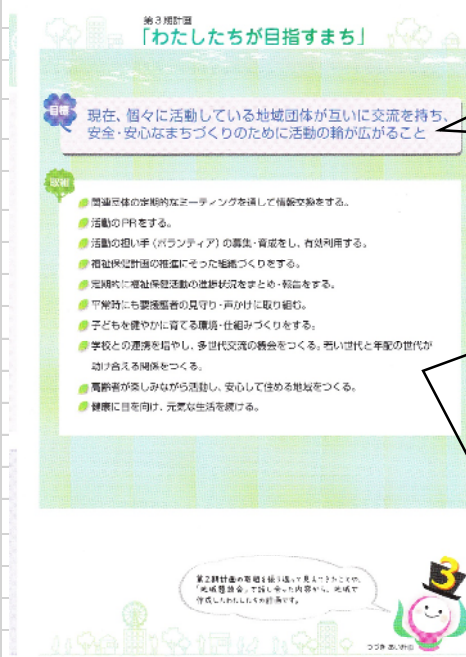 第3期計画
「わたしたちが目指すまち」
目標
現在、個々に活動している地域団体が互いに交流を持ち、
安全・安心なまちづくりのために活動の輪が広がること
取組
関連団体の定期的なミーティングを通して情報交換をする。
活動のPRをする。
活動の担い手（ボランティア）の募集・育成をし、有効利用する。
福祉保健計画の推進にそった組織づくりをする。
定期的に福祉保健活動の進捗状況をまとめ・報告をする。
平常時にも要援護者の見守り・声かけに取り組む。
子どもを健やかに育てる環境・仕組みづくりをする。
学校との連携を増やし、多世代交流の機会をつくる。若い世代と年配の世代が
助け合える関係をつくる。
高齢者が楽しみながら活動し、安心して住める地域をつくる。
健康に目を向け、元気な生活を続ける。
第2期計画の取組を振り返って見えてきたことや、
「地域懇談会」で話し合った内容から、地域で
作成したわたしたちの計画です。
3
つづき あい計画